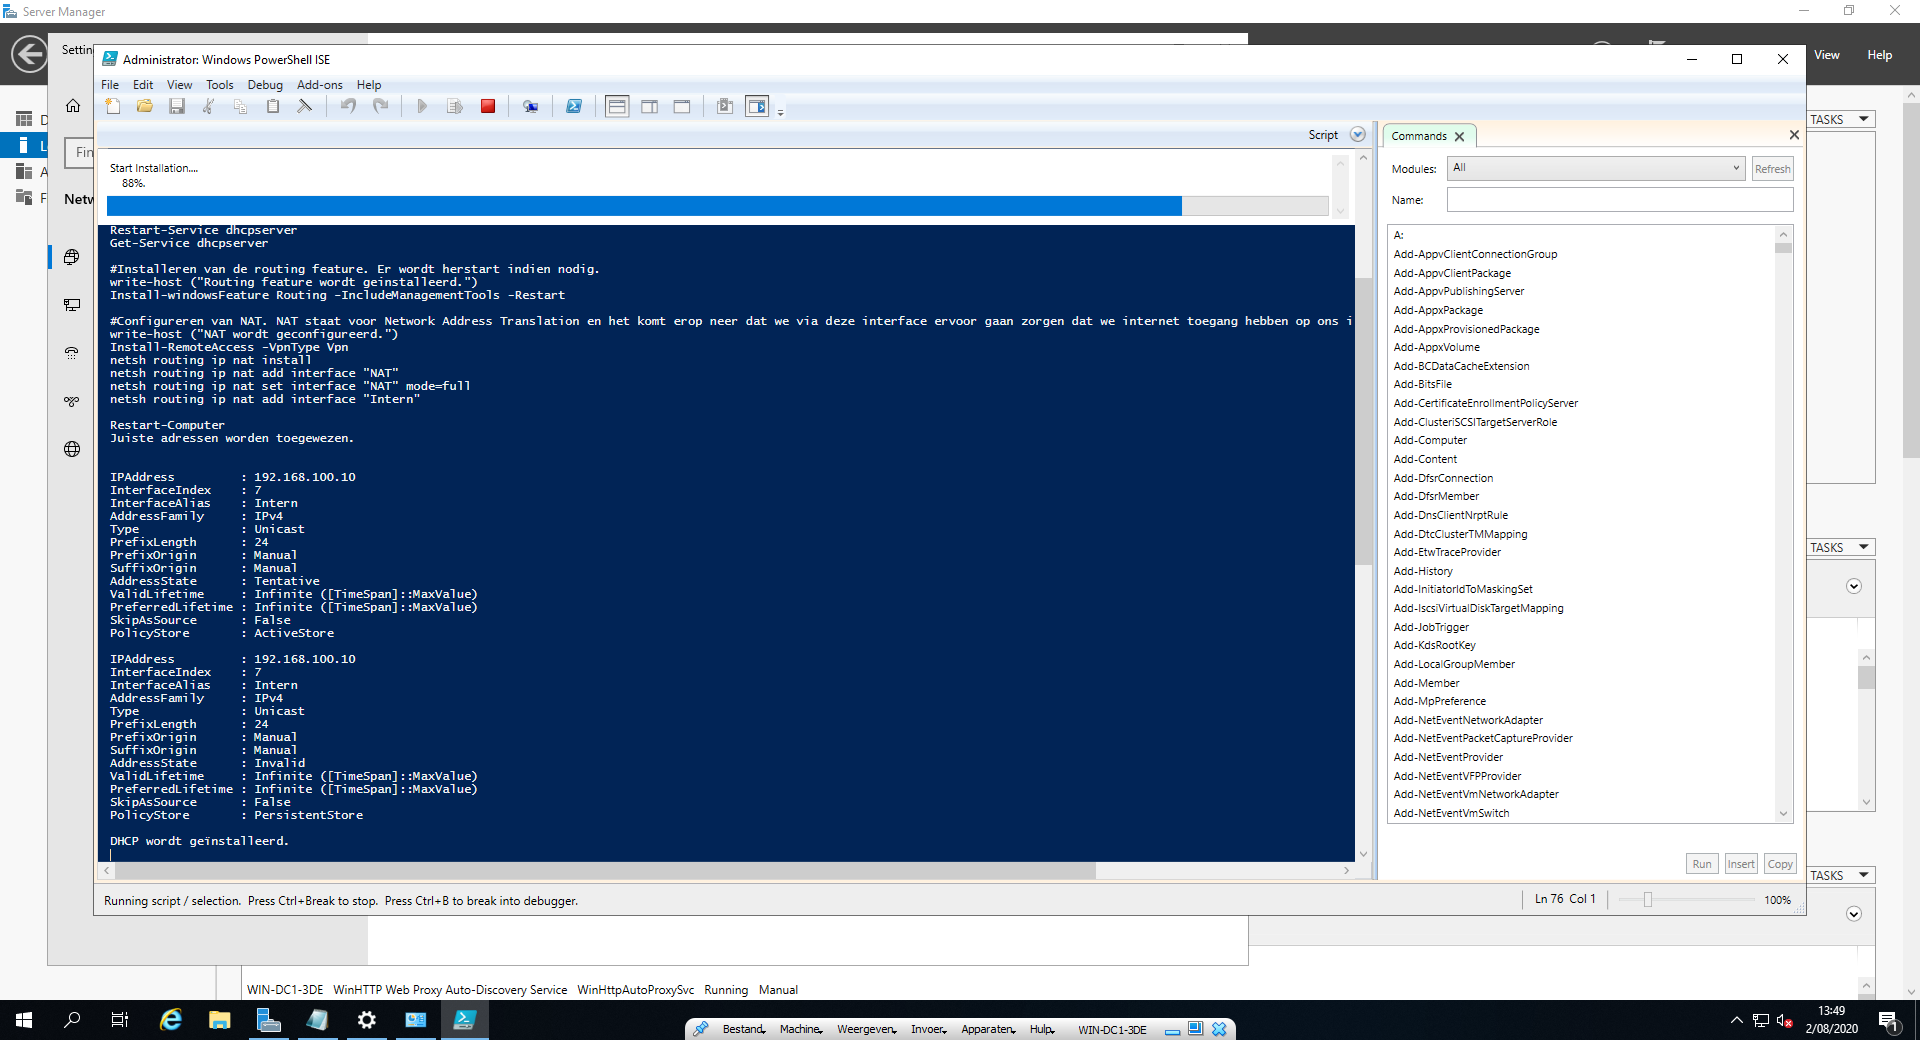 Server Manager
Settin
View
Help
Administrator: Windows PowerShell ISE
File Edit View Tools Debug Add-ons Help
D
L
A
F
Fin
Netw
Script
Start Installation....
88%.
Restart-Service dhcpserver
Get-Service dhcpserver
#Installeren van de routing feature. Er wordt herstart indien nodig.
write-host ("Routing feature wordt geinstalleerd.")
Install-windowsFeature Routing -IncludeManagementTools -Restart
#Configureren van NAT. NAT staat voor Network Address Translation en het komt erop neer dat we via deze interface ervoor gaan zorgen dat we internet toegang hebben op ons i
write-host ("NAT wordt geconfigureerd.")
Install-RemoteAccess -VpnType Vpn
netsh routing ip nat install
netsh routing ip nat add interface "NAT"
netsh routing ip nat set interface "NAT" mode=full
netsh routing ip nat add interface "Intern"
Restart-Computer
Juiste adressen worden toegewezen.
IPAddress : 192.168.100.10
InterfaceIndex : 7
InterfaceAlias : Intern
AddressFamily : IPv4
Type : Unicast
PrefixLength : 24
PrefixOrigin : Manual
SuffixOrigin : Manual
AddressState : Tentative
ValidLifetime : Infinite ([TimeSpan]::MaxValue)
PreferredLifetime : Infinite ([TimeSpan]::MaxValue)
SkipAsSource : False
PolicyStore : ActiveStore
IPAddress : 192.168.100.10
InterfaceIndex : 7
InterfaceAlias : Intern
AddressFamily : IPv4
Type : Unicast
PrefixLength : 24
PrefixOrigin : Manual
SuffixOrigin : Manual
AddressState : Invalid
ValidLifetime : Infinite ([TimeSpan]::MaxValue)
PreferredLifetime : Infinite ([TimeSpan]::MaxValue)
SkipAsSource : False
PolicyStore : PersistentStore
DHCP wordt geïnstalleerd.
Commands
Modules: All Refresh
Name:
A:
Add-AppvClientConnectionGroup
Add-AppvClientPackage
Add-AppvPublishingServer
Add-AppxPackage
Add-AppxProvisionedPackage
Add-AppxVolume
Add-BCDataCacheExtension
Add-BitsFile
Add-CertificateEnrollmentPolicyServer
Add-ClusteriSCSITargetServerRole
Add-Computer
Add-Content
Add-DfsrConnection
Add-DfsrMember
Add-DnsClientNrptRule
Add-DtcClusterTMMapping
Add-EtwTraceProvider
Add-History
Add-InitiatorIdToMaskingSet
Add-IscsiVirtualDiskTargetMapping
Add-JobTrigger
Add-KdsRootKey
Add-LocalGroupMember
Add-Member
Add-MpPreference
Add-NetEventNetworkAdapter
Add-NetEventPacketCaptureProvider
Add-NetEventProvider
Add-NetEventVFPProvider
Add-NetEventVmNetworkAdapter
Add-NetEventVmSwitch
Run Insert Copy
TASKS
TASKS
TASKS
Running script / selection. Press Ctrl+Break to stop. Press Ctrl+B to break into debugger.
Ln 76 Col 1
100%
WIN-DC1-3DE WinHTTP Web Proxy Auto-Discovery Service WinHttpAutoProxySvc Running Manual
Bestand Machine Weergeven Invoer Apparaten Hulp WIN-DC1-3DE
13:49
2/08/2020
1